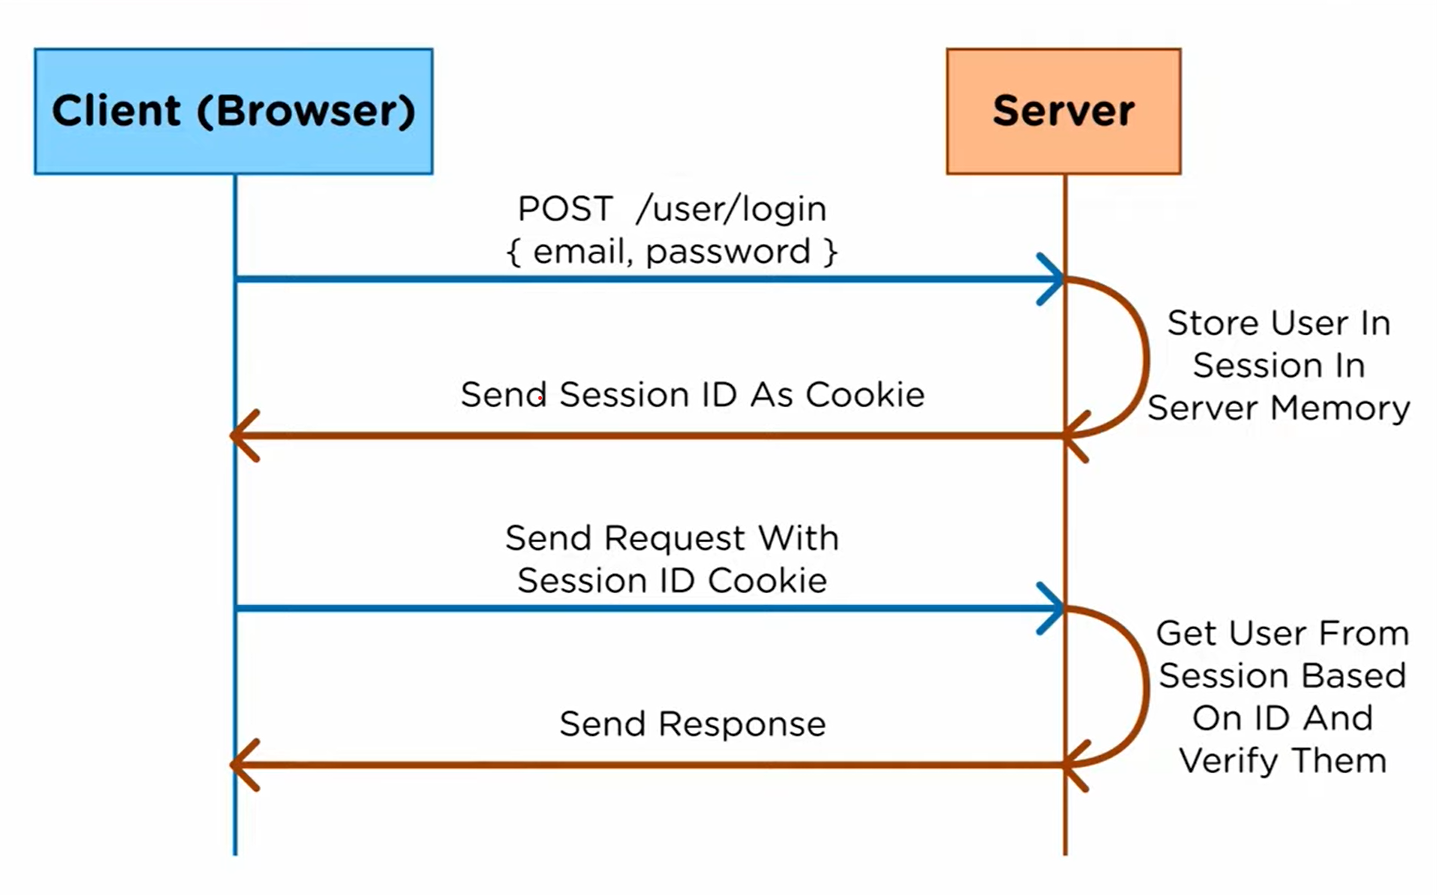 Client (Browser)
Server
POST /user/login
{ email, password }
Store User In
Session In
Server Memory
Send Session ID As Cookie
Send Request With
Session ID Cookie
Get User From
Session Based
On ID And
Verify Them
Send Response